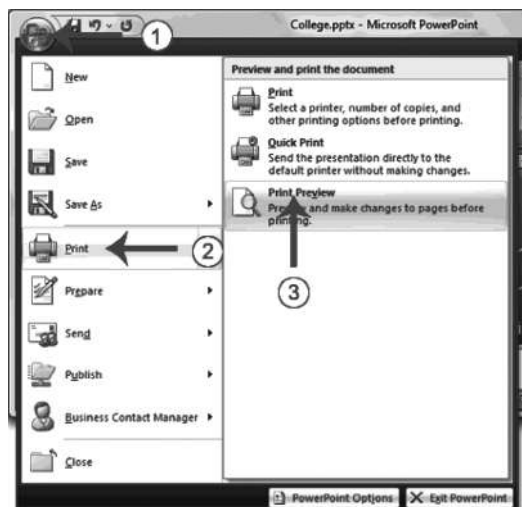 College.pptx - Microsoft PowerPoint
1
New
Open
Save
Save As
Print
2
Prepare
Send
Publish
Business Contact Manager
Close
Preview and print the document
Print
Select a printer, number of copies, and
other printing options before printing.
Quick Print
Send the presentation directly to the
default printer without making changes.
Print Preview
Preview and make changes to pages before
printing.
3
PowerPoint Options
Exit PowerPoint